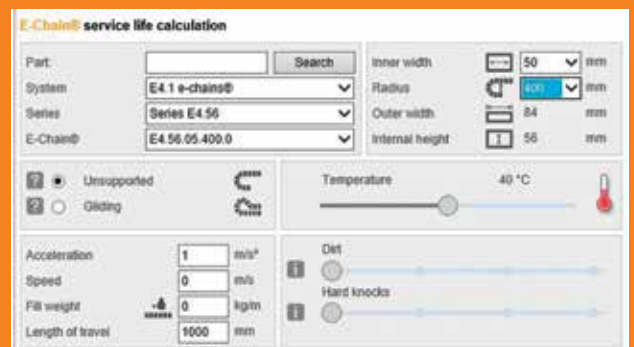 E-Chain® service life calculation
Part:
Search
System
E4.1 e-chains®
Series
Series E4.56
E-Chain®
E4.56.05.400.0
Inner width
50
mm
Radius
400
mm
Outer width
84
mm
Internal height
56
mm
? Unsupported
? Gliding
Temperature
40 °C
Acceleration
1
m/s²
Speed
0
m/s
Fill weight
0
kg/m
Length of travel
1000
mm
i
Dirt
i
Hard knocks